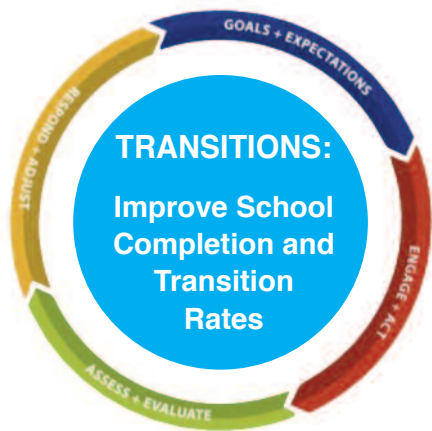 GOALS + EXPECTATIONS
ENGAGE + ACT
ASSESS + EVALUATE
RESPOND + ADJUST
TRANSITIONS:
Improve School
Completion and
Transition
Rates